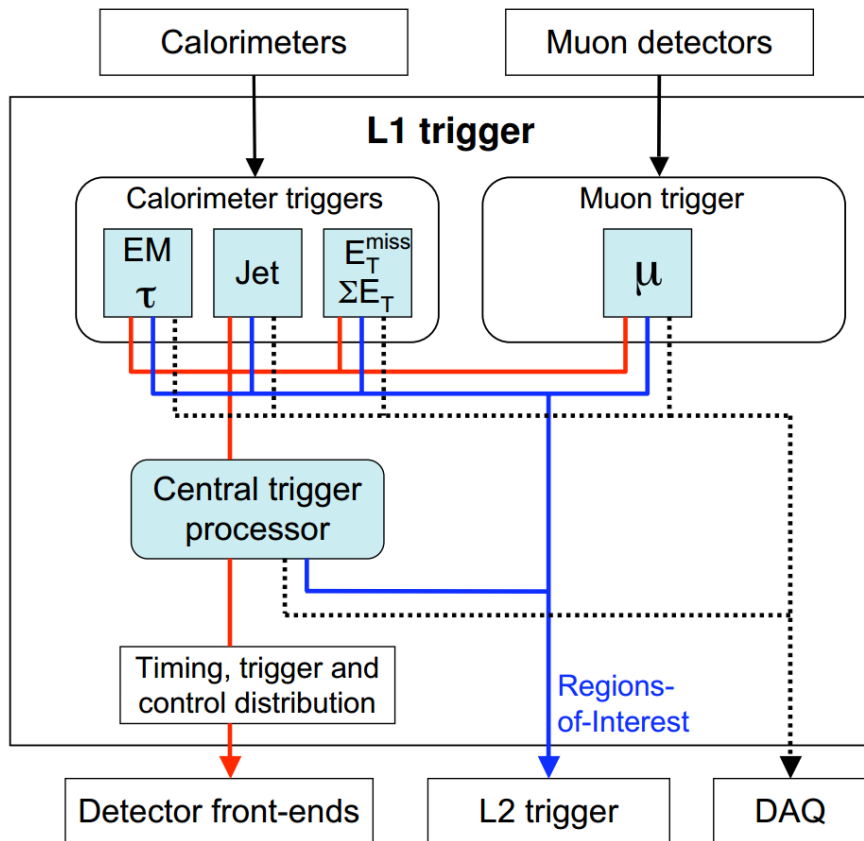 Calorimeters
Muon detectors
L1 trigger
Calorimeter triggers
Muon trigger
EM
τ
Jet
E_T^miss
ΣE_T
μ
Central trigger
processor
Timing, trigger and
control distribution
Regions-
of-Interest
Detector front-ends
L2 trigger
DAQ